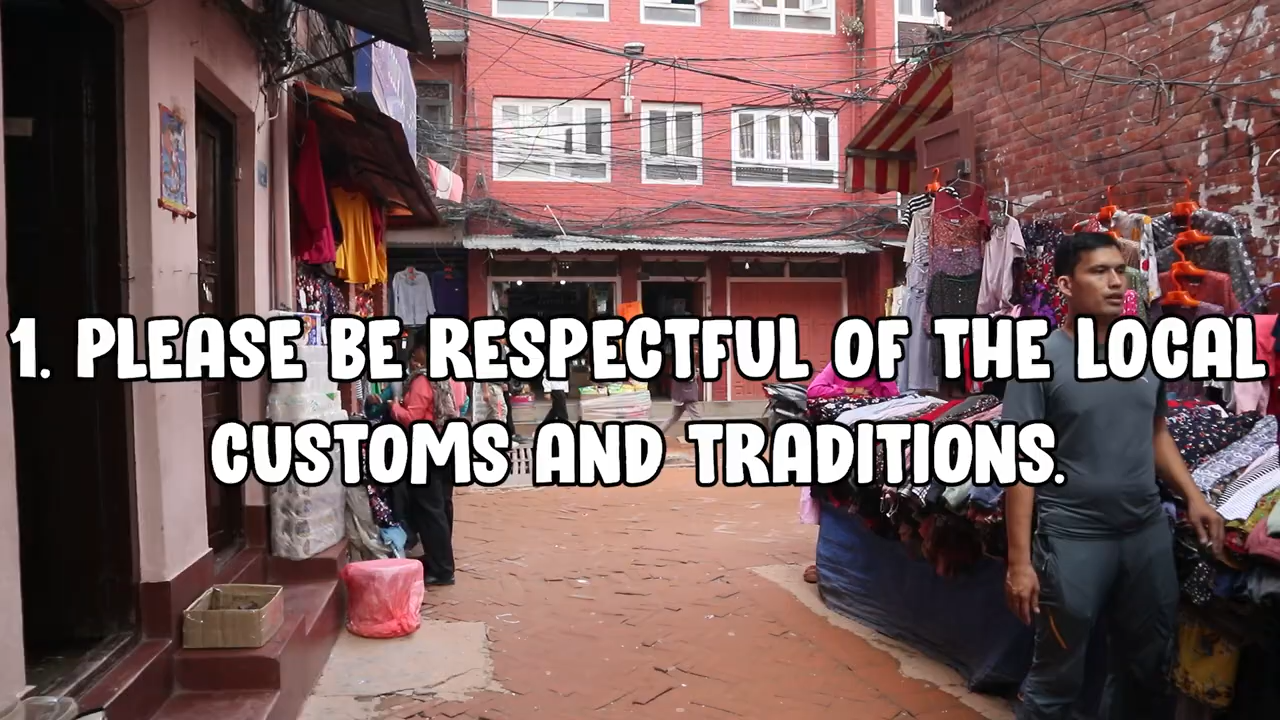 1. PLEASE BE RESPECTFUL OF THE LOCAL
CUSTOMS AND TRADITIONS.